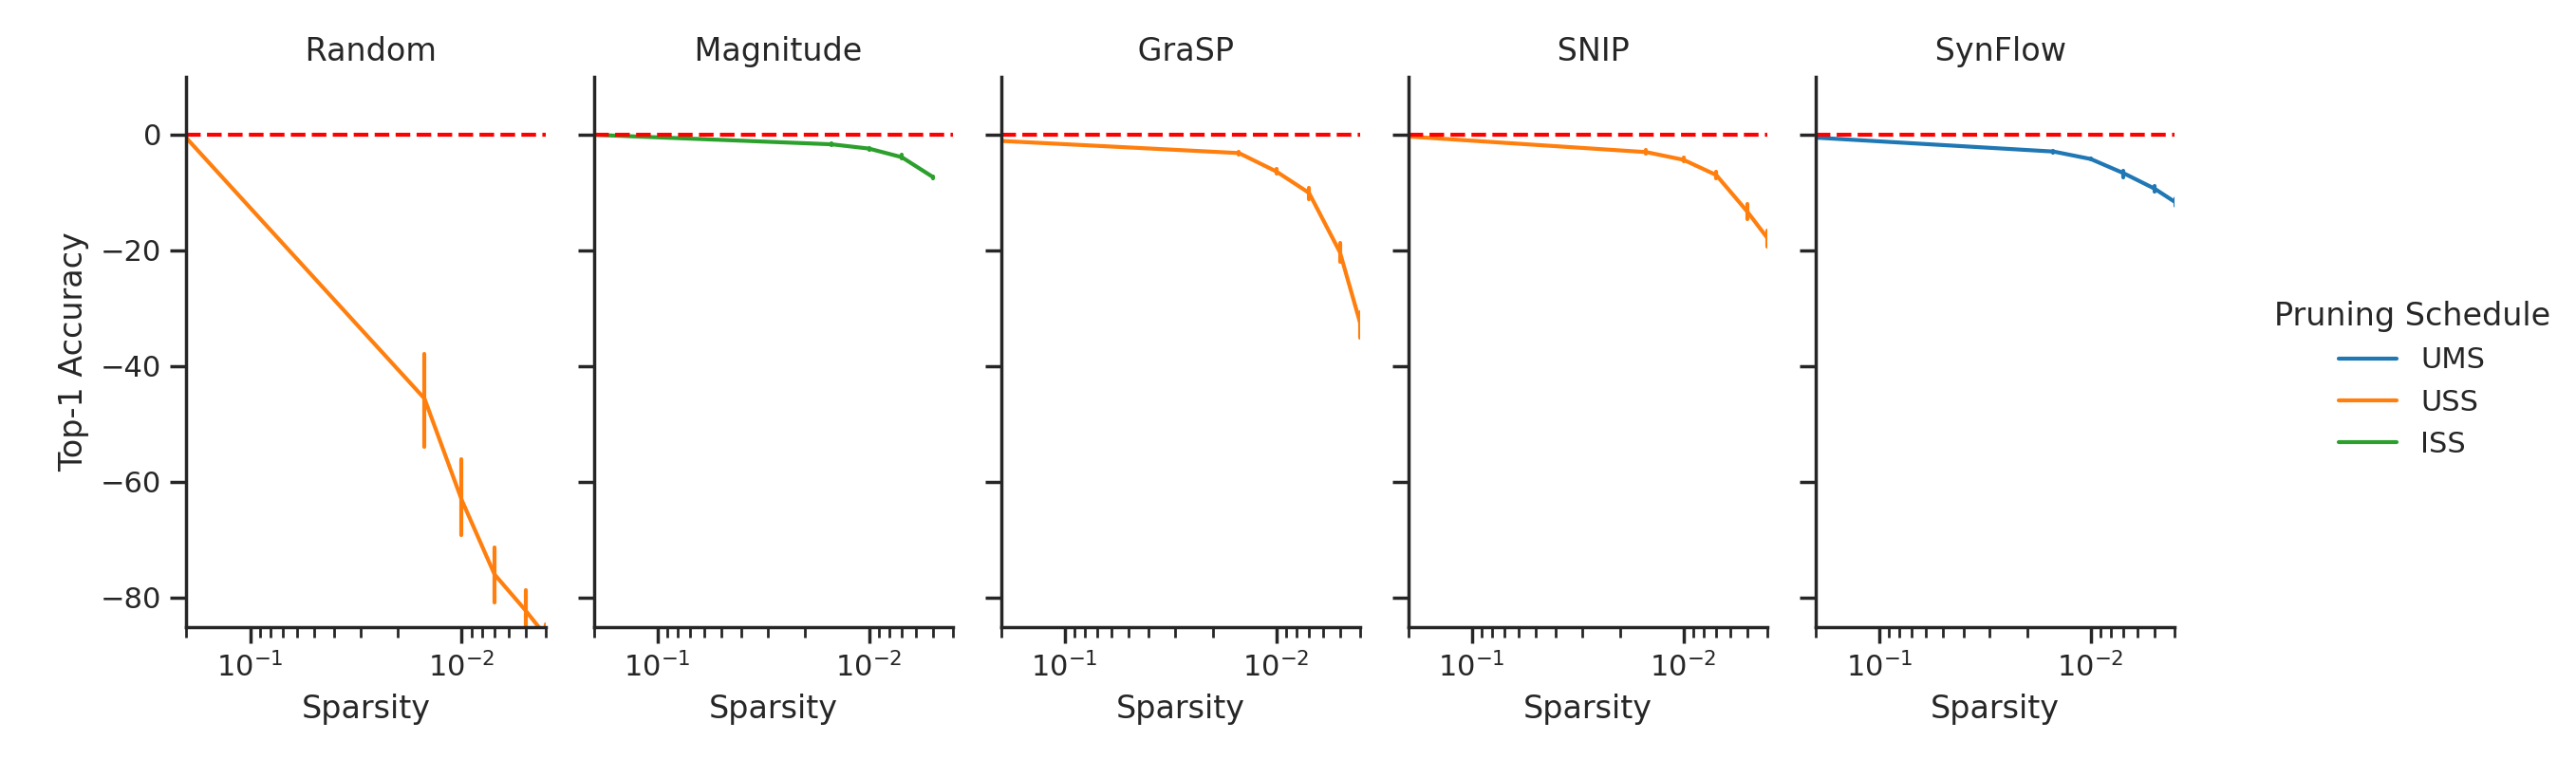 Random Magnitude GraSP SNIP SynFlow
Top-1 Accuracy
0
−20
−40
−60
−80
10⁻¹ 10⁻² 10⁻¹ 10⁻² 10⁻¹ 10⁻² 10⁻¹ 10⁻² 10⁻¹ 10⁻²
Sparsity Sparsity Sparsity Sparsity Sparsity
Pruning Schedule
UMS
USS
ISS